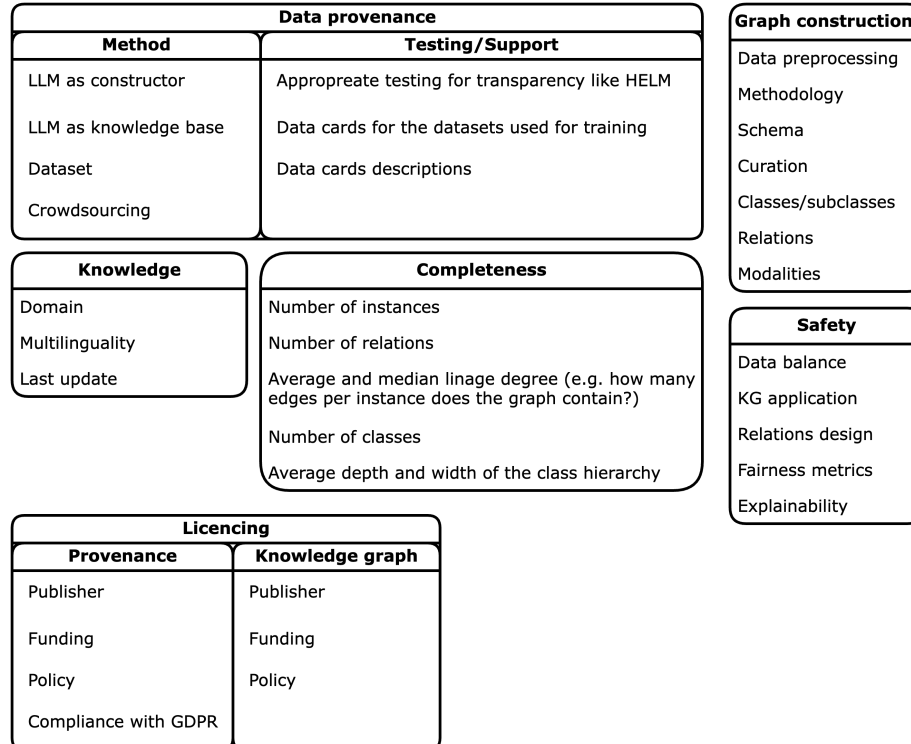 Data provenance
Method
Testing/Support
LLM as constructor
Appropreate testing for transparency like HELM
LLM as knowledge base
Data cards for the datasets used for training
Dataset
Data cards descriptions
Crowdsourcing
Knowledge
Domain
Multilinguality
Last update
Completeness
Number of instances
Number of relations
Average and median linage degree (e.g. how many
edges per instance does the graph contain?)
Number of classes
Average depth and width of the class hierarchy
Graph construction
Data preprocessing
Methodology
Schema
Curation
Classes/subclasses
Relations
Modalities
Safety
Data balance
KG application
Relations design
Fairness metrics
Explainability
Licencing
Provenance
Knowledge graph
Publisher
Publisher
Funding
Funding
Policy
Policy
Compliance with GDPR